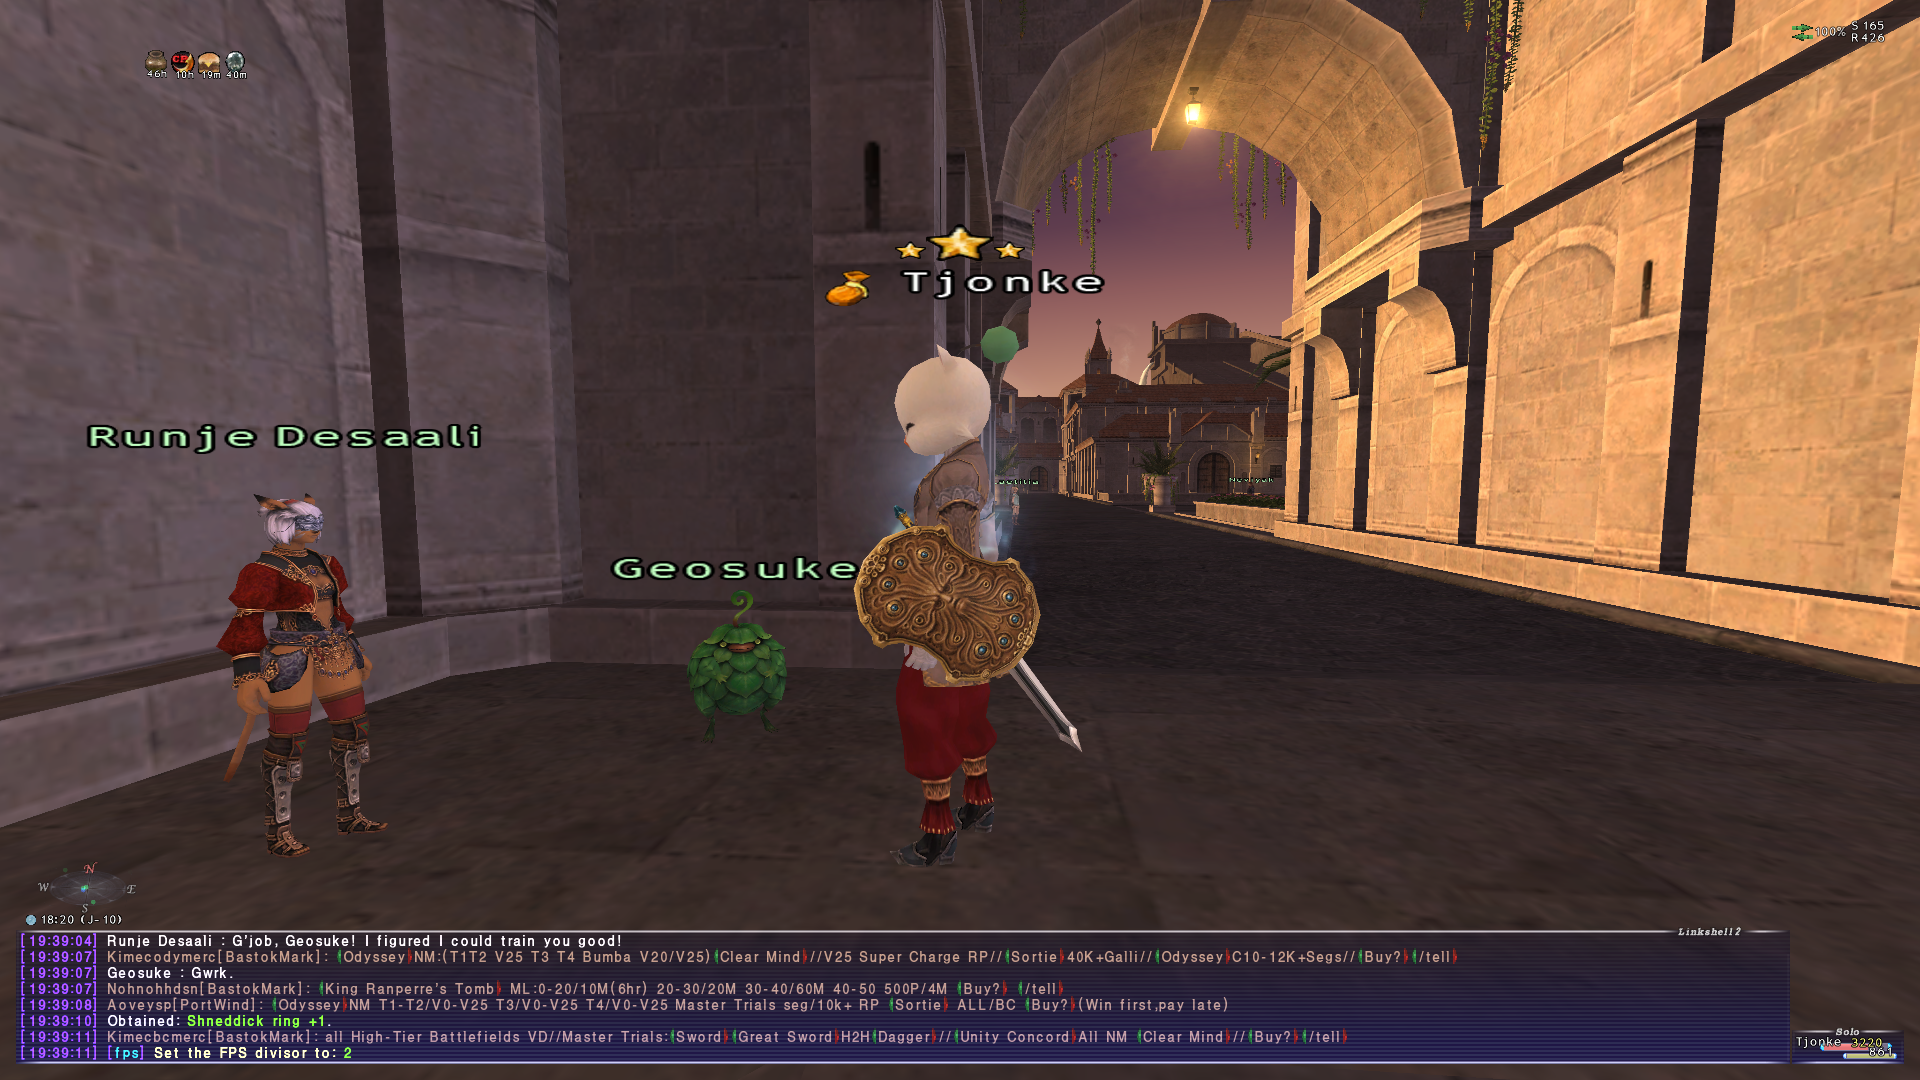 100% S 165
R 426
CP
46h 10h 19m 40m
Tjonke
Runje Desaali
Neviyak
Geosuke
N
W E
S
18:20 (J-10)
Linkshell2
[19:39:04] Runje Desaali : G'job, Geosuke! I figured I could train you good!
[19:39:07] Kimecodymerc[BastokMark]: Odyssey NM:(T1T2 V25 T3 T4 Bumba V20/V25) Clear Mind //V25 Super Charge RP// Sortie 40K+Galli// Odyssey C10-12K+Segs// Buy? /tell
[19:39:07] Geosuke : Gwrk.
[19:39:07] Nohnohhdsn[BastokMark]: King Ranperre's Tomb ML:0-20/10M(6hr) 20-30/20M 30-40/60M 40-50 500P/4M Buy? /tell
[19:39:08] Aoveysp[PortWind]: Odyssey NM T1-T2/V0-V25 T3/V0-V25 T4/V0-V25 Master Trials seg/10k+ RP Sortie ALL/BC Buy? (Win first,pay late)
[19:39:10] Obtained: Shneddick ring +1.
[19:39:11] Kimecbcmerc[BastokMark]: all High-Tier Battlefields VD//Master Trials: Sword Great Sword H2H Dagger // Unity Concord All NM Clear Mind // Buy? /tell
[19:39:11] [fps] Set the FPS divisor to: 2
Solo
Tjonke 3220
861